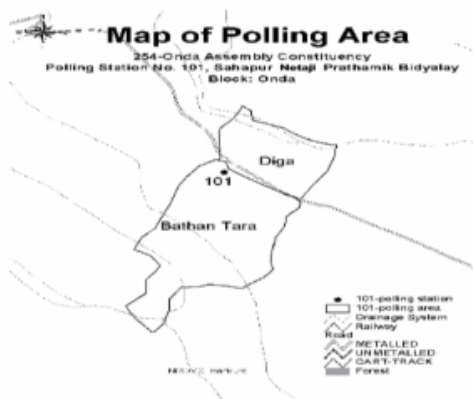 Map of Polling Area
254-Onda Assembly Constituency
Polling Station No. 101, Sahapur Netaji Prathamik Bidyalay
Block: Onda
Diga
101
Bathan Tara
101-polling station
101-polling area
Drainage System
Railway
Road
METALLED
UNMETALLED
CART-TRACK
Forest